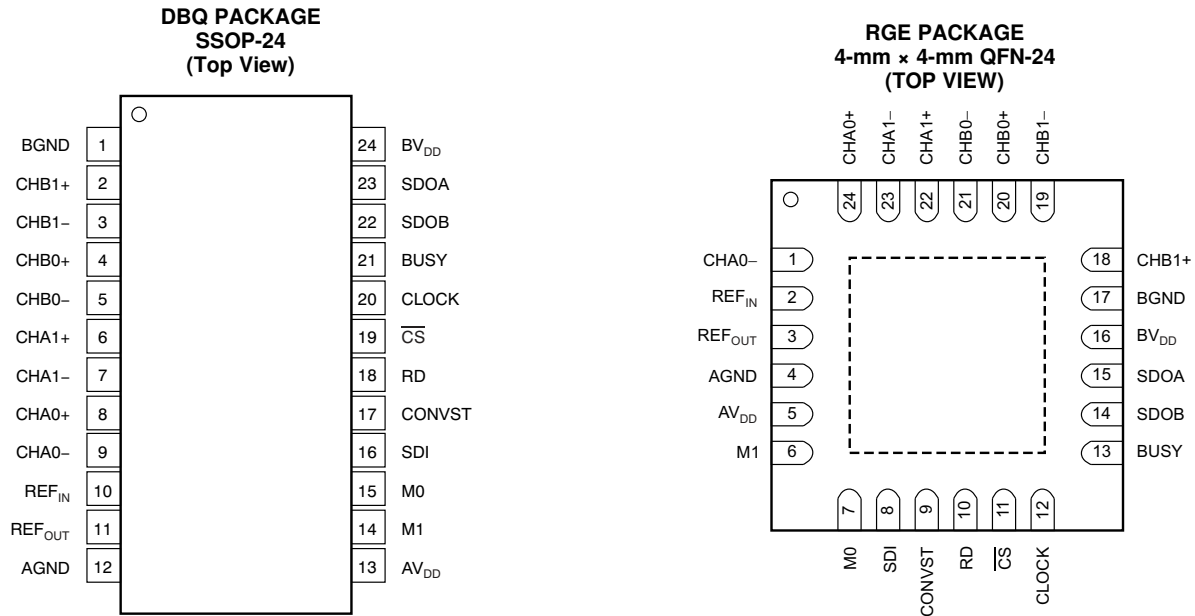 DBQ PACKAGE
SSOP-24
(Top View)
BGND 1 24 BVDD
CHB1+ 2 23 SDOA
CHB1− 3 22 SDOB
CHB0+ 4 21 BUSY
CHB0− 5 20 CLOCK
CHA1+ 6 19 C̅S̅
CHA1− 7 18 RD
CHA0+ 8 17 CONVST
CHA0− 9 16 SDI
REFIN 10 15 M0
REFOUT 11 14 M1
AGND 12 13 AVDD
RGE PACKAGE
4-mm × 4-mm QFN-24
(TOP VIEW)
CHA0+ CHA1− CHA1+ CHB0− CHB0+ CHB1−
24 23 22 21 20 19
CHA0− 1 18 CHB1+
REFIN 2 17 BGND
REFOUT 3 16 BVDD
AGND 4 15 SDOA
AVDD 5 14 SDOB
M1 6 13 BUSY
7 8 9 10 11 12
M0 SDI CONVST RD C̅S̅ CLOCK